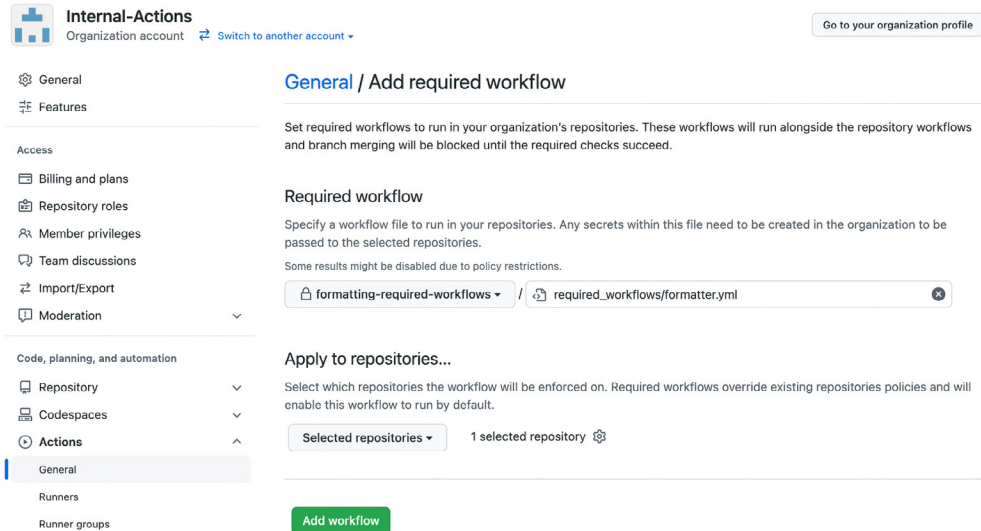 Internal-Actions
Organization account Switch to another account
Go to your organization profile
General
Features
Access
Billing and plans
Repository roles
Member privileges
Team discussions
Import/Export
Moderation
Code, planning, and automation
Repository
Codespaces
Actions
General
Runners
Runner groups
General / Add required workflow
Set required workflows to run in your organization's repositories. These workflows will run alongside the repository workflows
and branch merging will be blocked until the required checks succeed.
Required workflow
Specify a workflow file to run in your repositories. Any secrets within this file need to be created in the organization to be
passed to the selected repositories.
Some results might be disabled due to policy restrictions.
formatting-required-workflows / required_workflows/formatter.yml
Apply to repositories...
Select which repositories the workflow will be enforced on. Required workflows override existing repositories policies and will
enable this workflow to run by default.
Selected repositories 1 selected repository
Add workflow